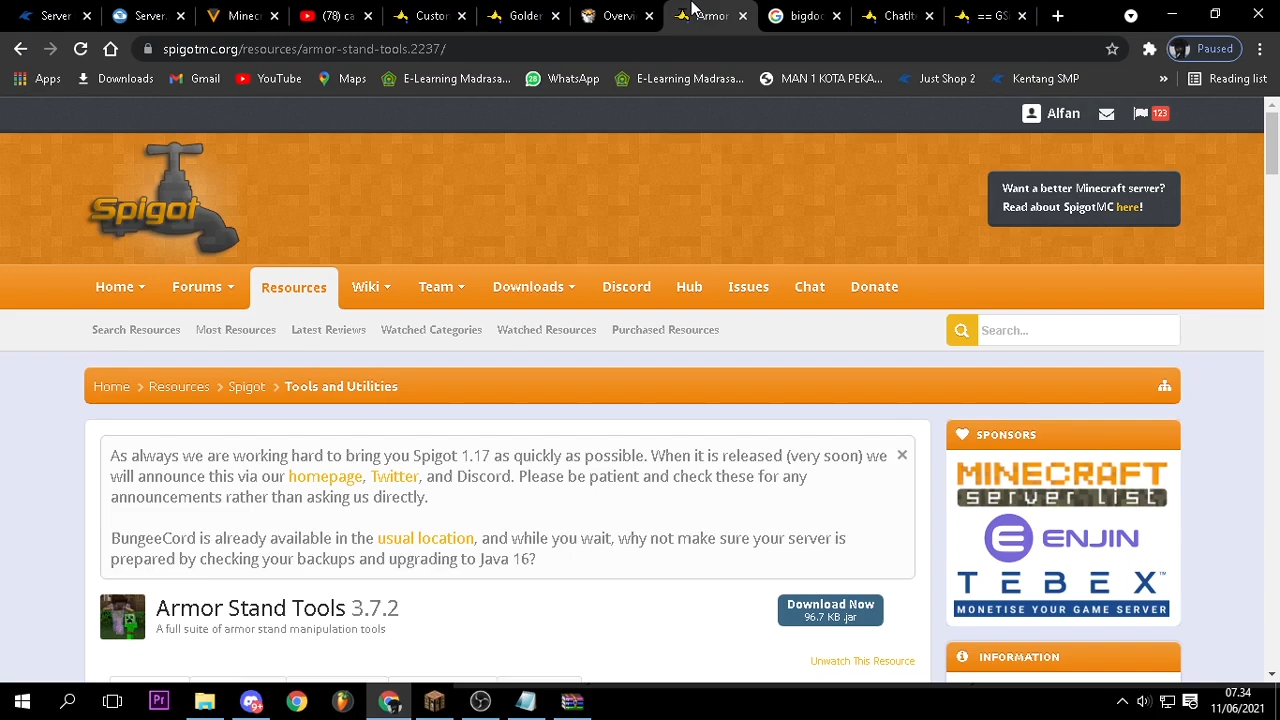 Server
Server
Minecr
(78) ca
Custor
Golder
Overvi
Armor
bigdoc
ChatIte
== GSi
spigotmc.org/resources/armor-stand-tools.2237/
Paused
Apps
Downloads
Gmail
YouTube
Maps
E-Learning Madrasa...
WhatsApp
E-Learning Madrasa...
MAN 1 KOTA PEKA...
Just Shop 2
Kentang SMP
»
Reading list
Alfan
123
Spigot
Want a better Minecraft server?
Read about SpigotMC here!
Home
Forums
Resources
Wiki
Team
Downloads
Discord
Hub
Issues
Chat
Donate
Search Resources
Most Resources
Latest Reviews
Watched Categories
Watched Resources
Purchased Resources
Search...
Home > Resources > Spigot > Tools and Utilities
As always we are working hard to bring you Spigot 1.17 as quickly as possible. When it is released (very soon) we
will announce this via our homepage, Twitter, and Discord. Please be patient and check these for any
announcements rather than asking us directly.
BungeeCord is already available in the usual location, and while you wait, why not make sure your server is
prepared by checking your backups and upgrading to Java 16?
Armor Stand Tools 3.7.2
A full suite of armor stand manipulation tools
Download Now
96.7 KB .jar
Unwatch This Resource
SPONSORS
MINECRAFT
server list
ENJIN
TEBEX™
MONETISE YOUR GAME SERVER
INFORMATION
Pr
9+
07.34
11/06/2021